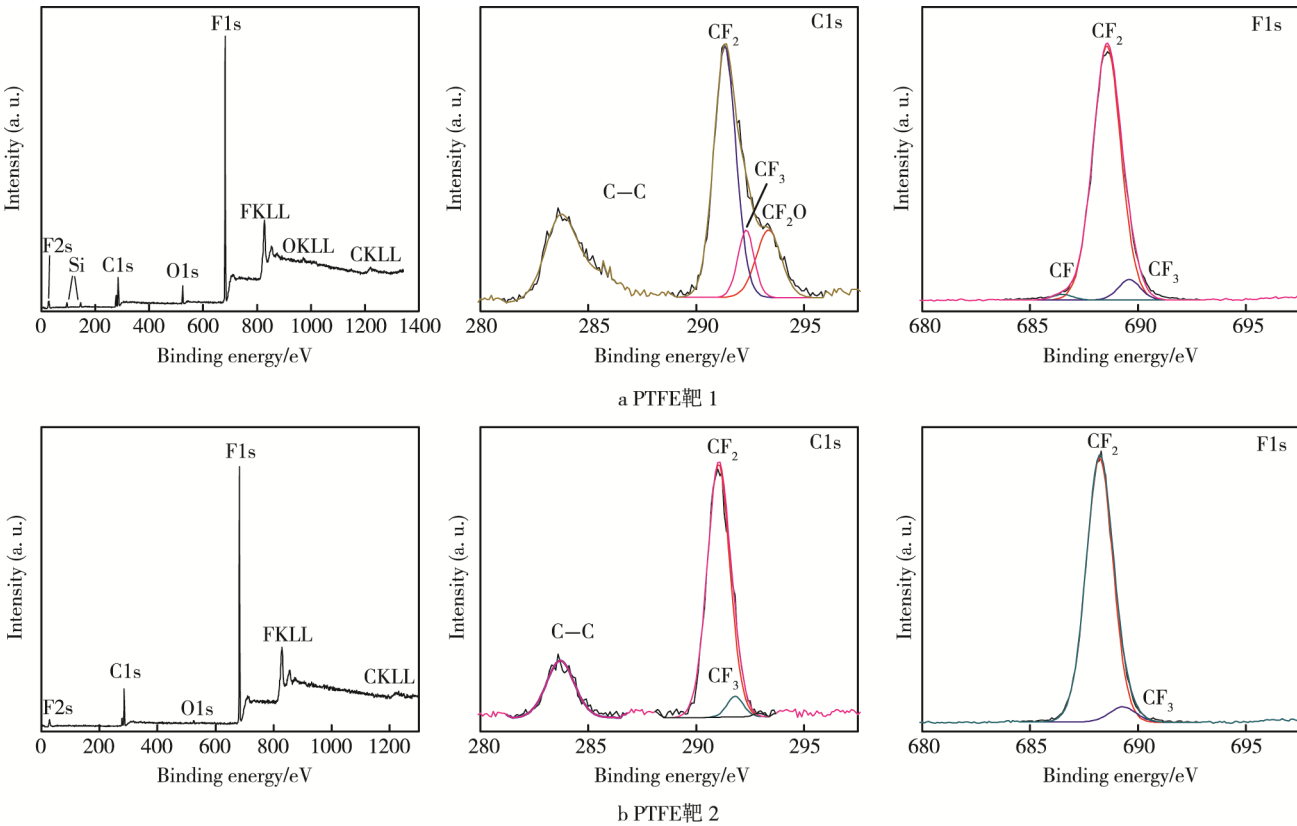 F1s
FKLL
OKLL
CKLL
F2s
Si
C1s
O1s
Intensity (a. u.)
0 200 400 600 800 1000 1200 1400
Binding energy/eV
C1s
CF₂
CF₃
CF₂O
C—C
Intensity (a. u.)
280 285 290 295
Binding energy/eV
F1s
CF₂
CF
CF₃
Intensity (a. u.)
680 685 690 695
Binding energy/eV
a PTFE靶 1
F1s
FKLL
CKLL
C1s
F2s
O1s
Intensity (a. u.)
0 200 400 600 800 1000 1200
Binding energy/eV
C1s
CF₂
C—C
CF₃
Intensity (a. u.)
280 285 290 295
Binding energy/eV
F1s
CF₂
CF₃
Intensity (a. u.)
680 685 690 695
Binding energy/eV
b PTFE靶 2